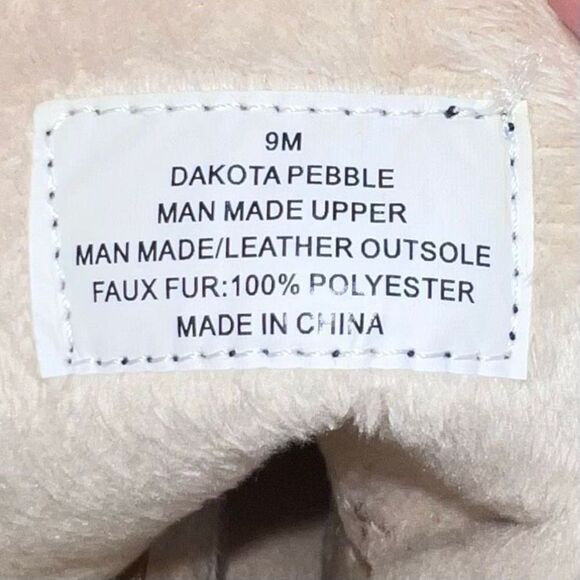 9M
DAKOTA PEBBLE
MAN MADE UPPER
MAN MADE/LEATHER OUTSOLE
FAUX FUR:100% POLYESTER
MADE IN CHINA